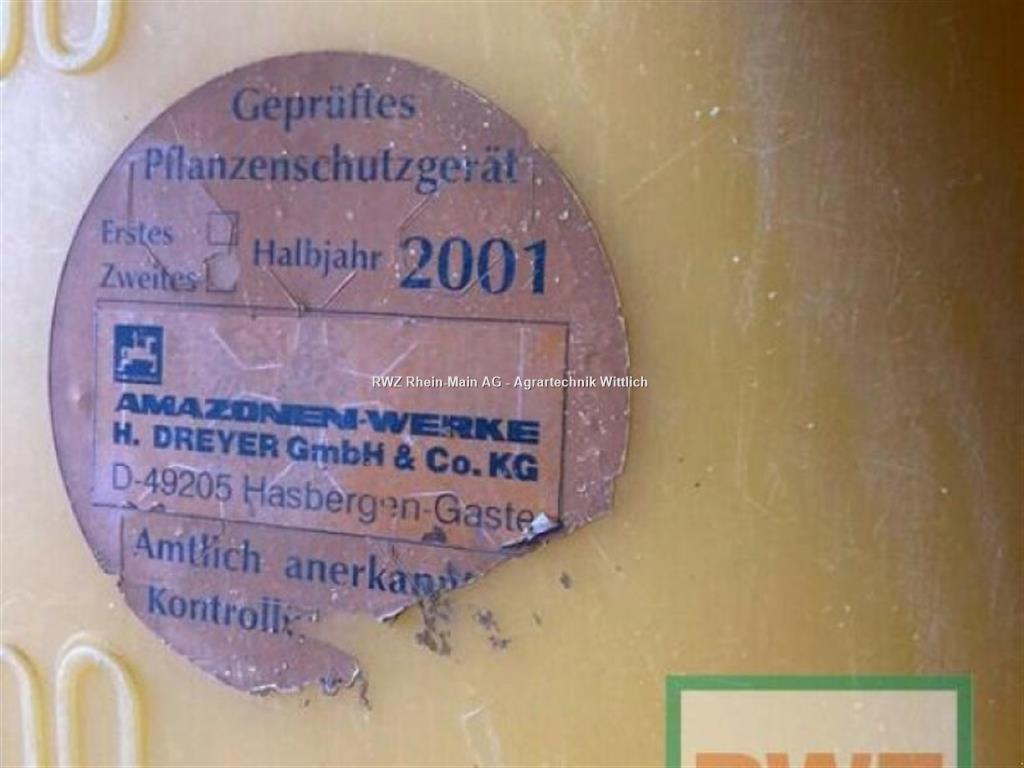 Geprüftes
Pflanzenschutzgerät
Erstes
Zweites
Halbjahr 2001
RWZ Rhein-Main AG - Agrartechnik Wittlich
AMAZONEN-WERKE
H. DREYER GmbH & Co. KG
D-49205 Hasbergen-Gaste
Amtlich
RWZ